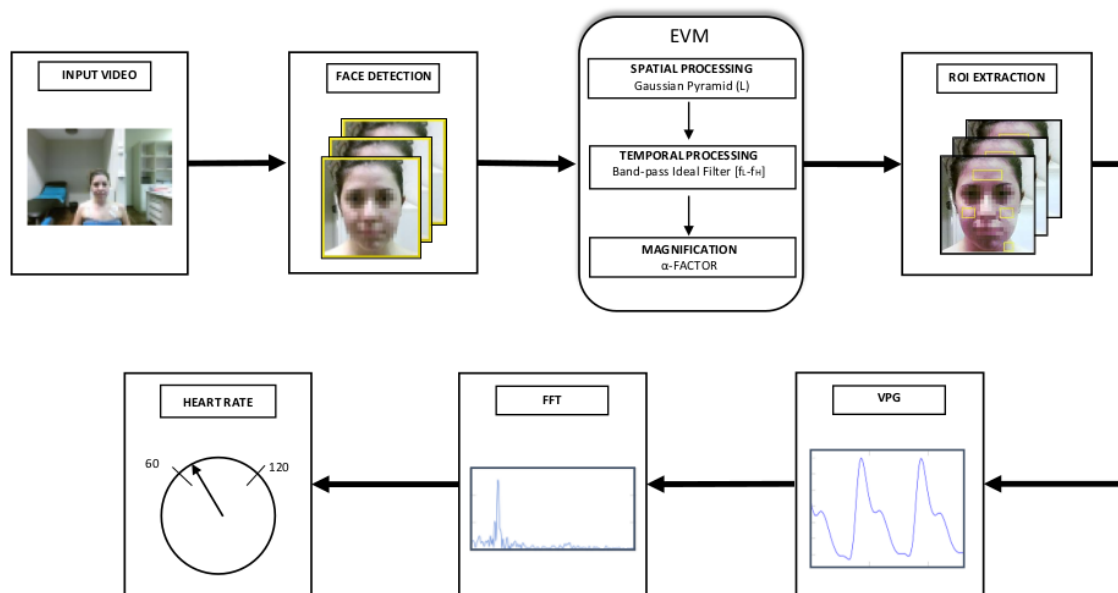 INPUT VIDEO
FACE DETECTION
EVM
SPATIAL PROCESSING
Gaussian Pyramid (L)
TEMPORAL PROCESSING
Band-pass Ideal Filter [fL-fH]
MAGNIFICATION
α-FACTOR
ROI EXTRACTION
VPG
FFT
HEART RATE
60
120